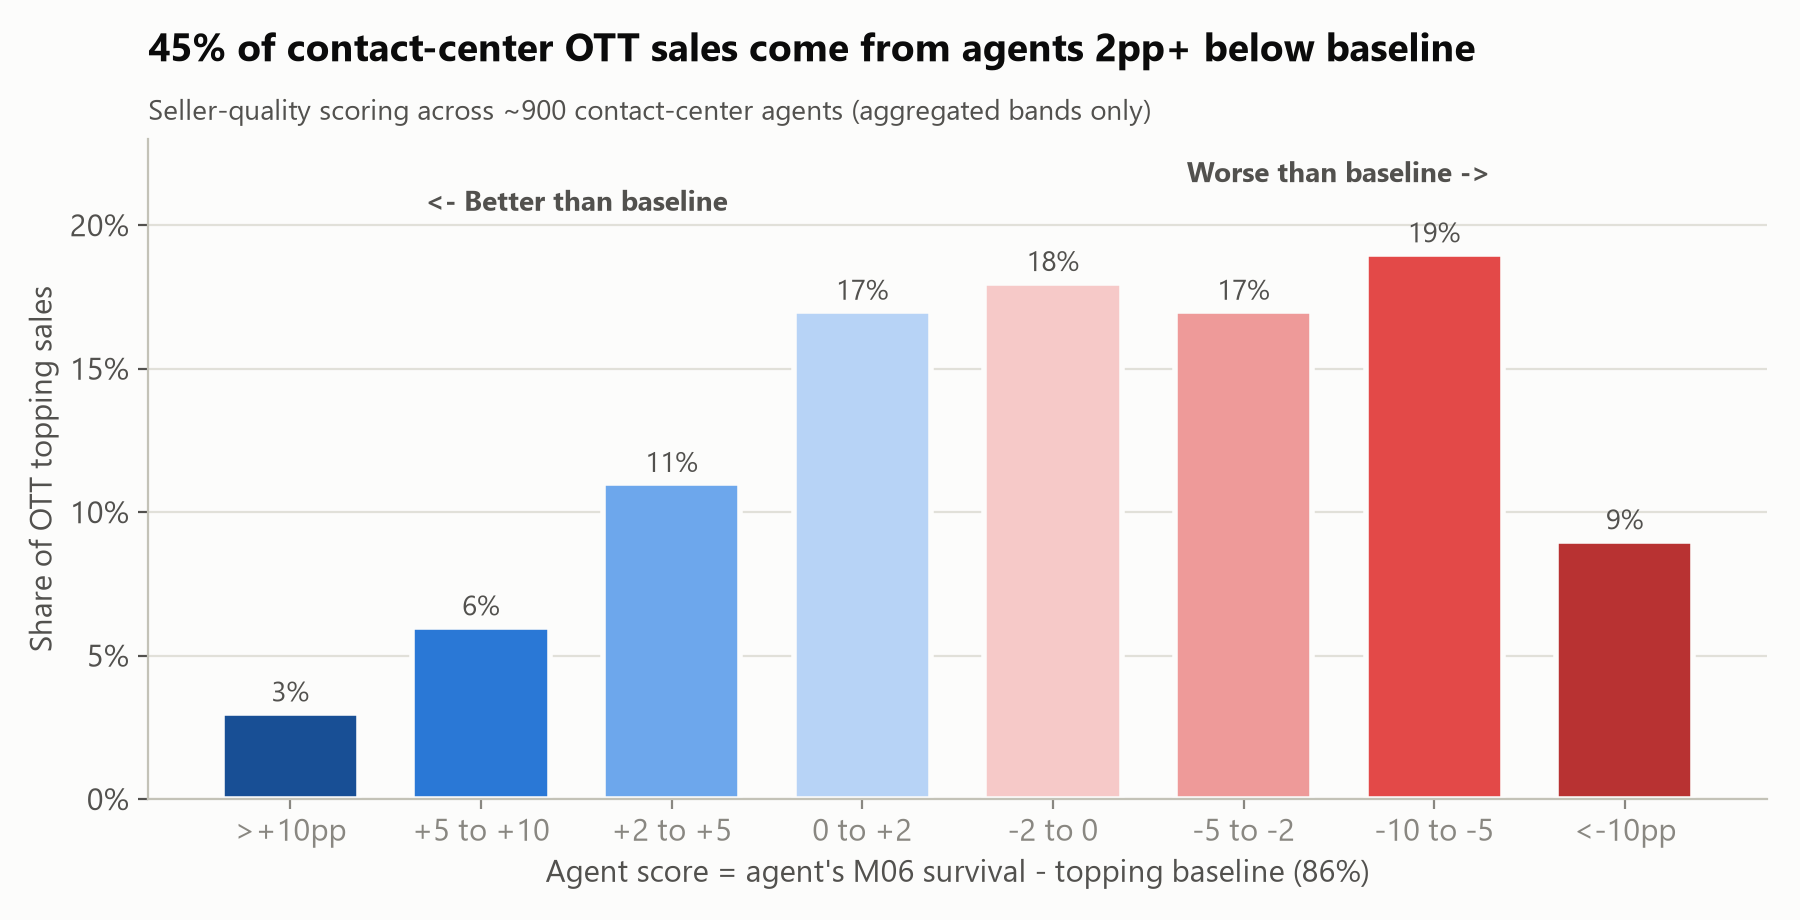 45% of contact-center OTT sales come from agents 2pp+ below baseline
Seller-quality scoring across ~900 contact-center agents (aggregated bands only)
Worse than baseline ->
<- Better than baseline
Share of OTT topping sales
20%
15%
10%
5%
0%
3%
6%
11%
17%
18%
17%
19%
9%
>+10pp
+5 to +10
+2 to +5
0 to +2
-2 to 0
-5 to -2
-10 to -5
<-10pp
Agent score = agent's M06 survival - topping baseline (86%)